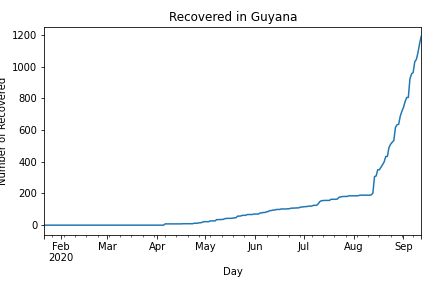 Recovered in Guyana
1200
1000
800
600
400
200
0
Number of Recovered
Feb Mar Apr May Jun Jul Aug Sep
2020
Day